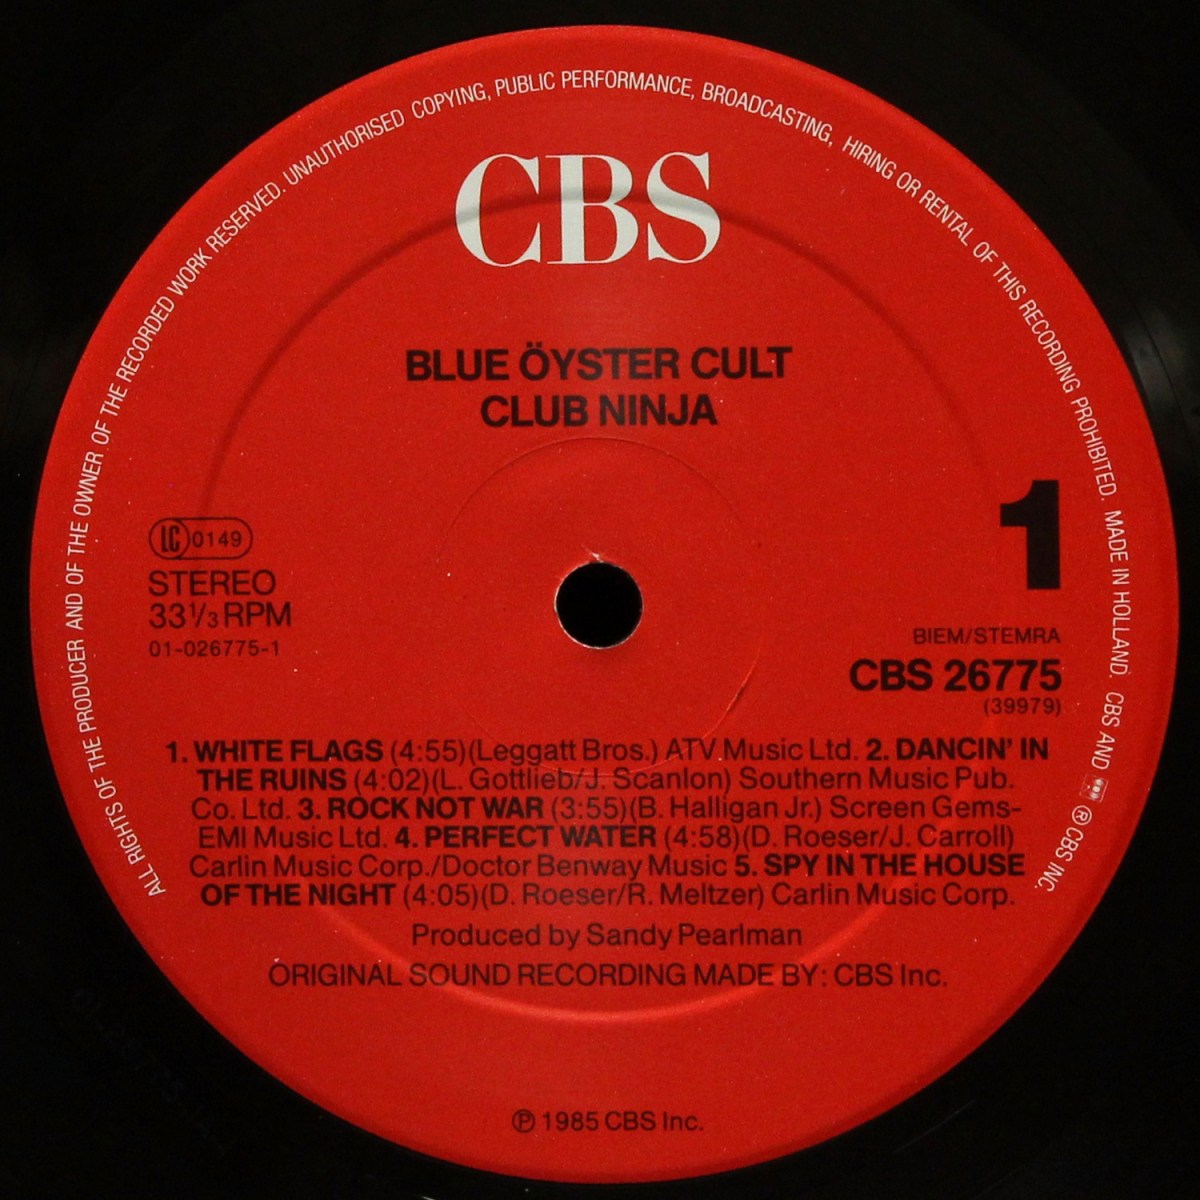 ALL RIGHTS OF THE PRODUCER AND OF THE OWNER OF THE RECORDED WORK RESERVED. UNAUTHORISED COPYING, PUBLIC PERFORMANCE, BROADCASTING, HIRING OR RENTAL OF THIS RECORDING PROHIBITED. MADE IN HOLLAND. CBS AND ® CBS INC.
CBS
BLUE ÖYSTER CULT
CLUB NINJA
1
LC 0149
STEREO
33 1/3 RPM
01-026775-1
BIEM/STEMRA
CBS 26775
(39979)
1. WHITE FLAGS (4:55)(Leggatt Bros.) ATV Music Ltd. 2. DANCIN' IN
THE RUINS (4:02)(L. Gottlieb/J. Scanlon) Southern Music Pub.
Co. Ltd. 3. ROCK NOT WAR (3:55)(B. Halligan Jr.) Screen Gems-
EMI Music Ltd. 4. PERFECT WATER (4:58)(D. Roeser/J. Carroll)
Carlin Music Corp./Doctor Benway Music 5. SPY IN THE HOUSE
OF THE NIGHT (4:05)(D. Roeser/R. Meltzer) Carlin Music Corp.
Produced by Sandy Pearlman
ORIGINAL SOUND RECORDING MADE BY: CBS Inc.
℗ 1985 CBS Inc.